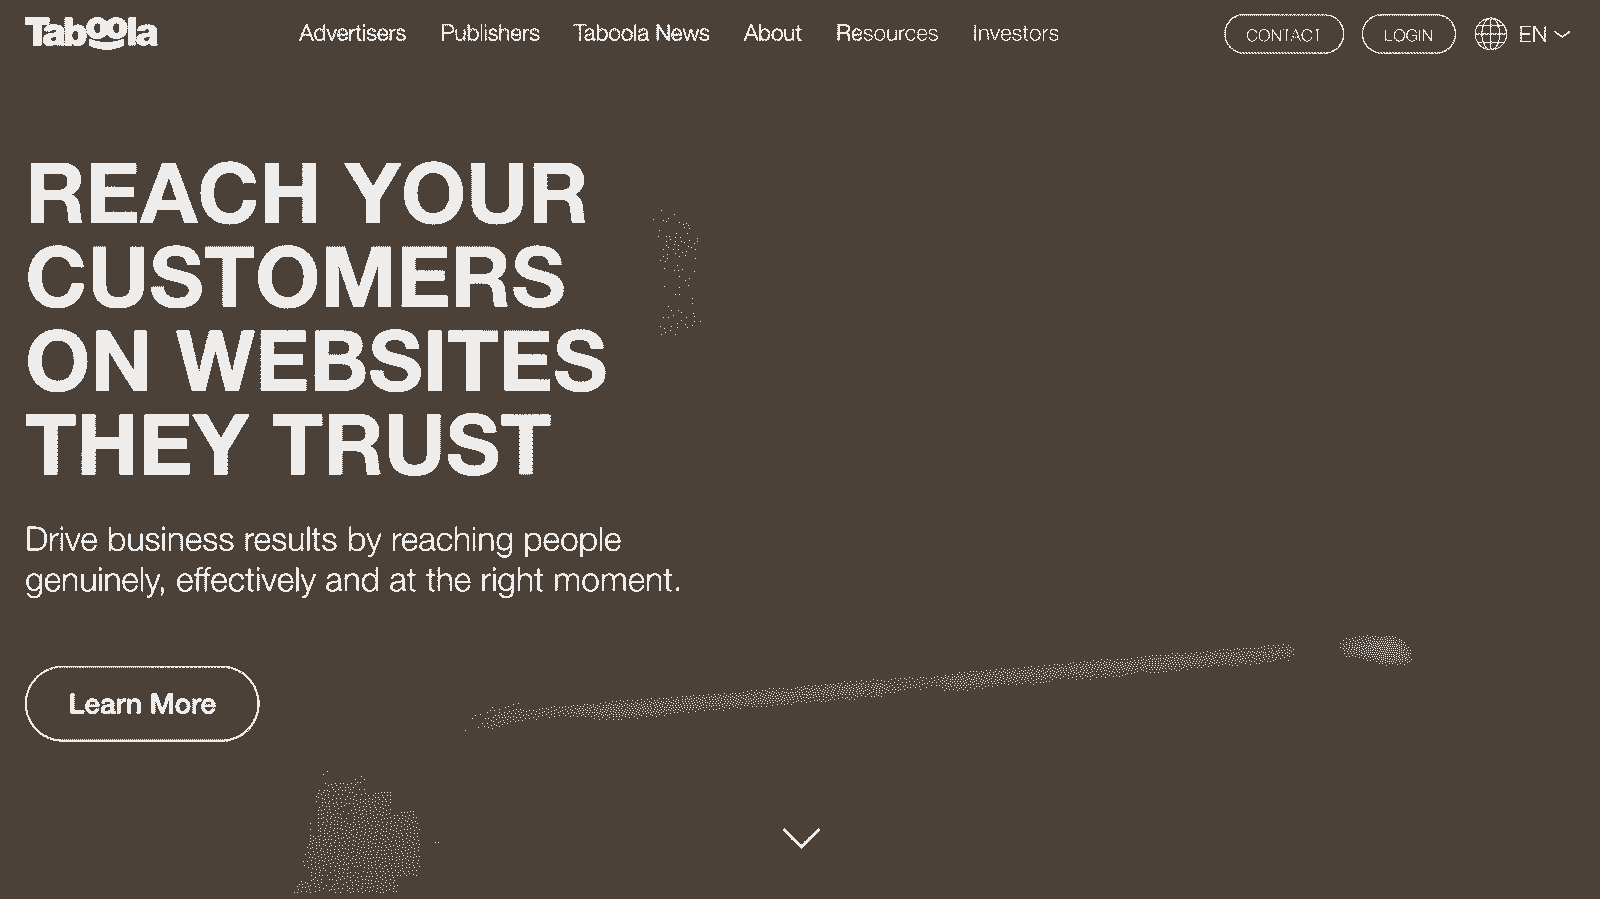 Taboola
Advertisers Publishers Taboola News About Resources Investors CONTACT LOGIN EN
REACH YOUR
CUSTOMERS
ON WEBSITES
THEY TRUST
Drive business results by reaching people
genuinely, effectively and at the right moment.
Learn More